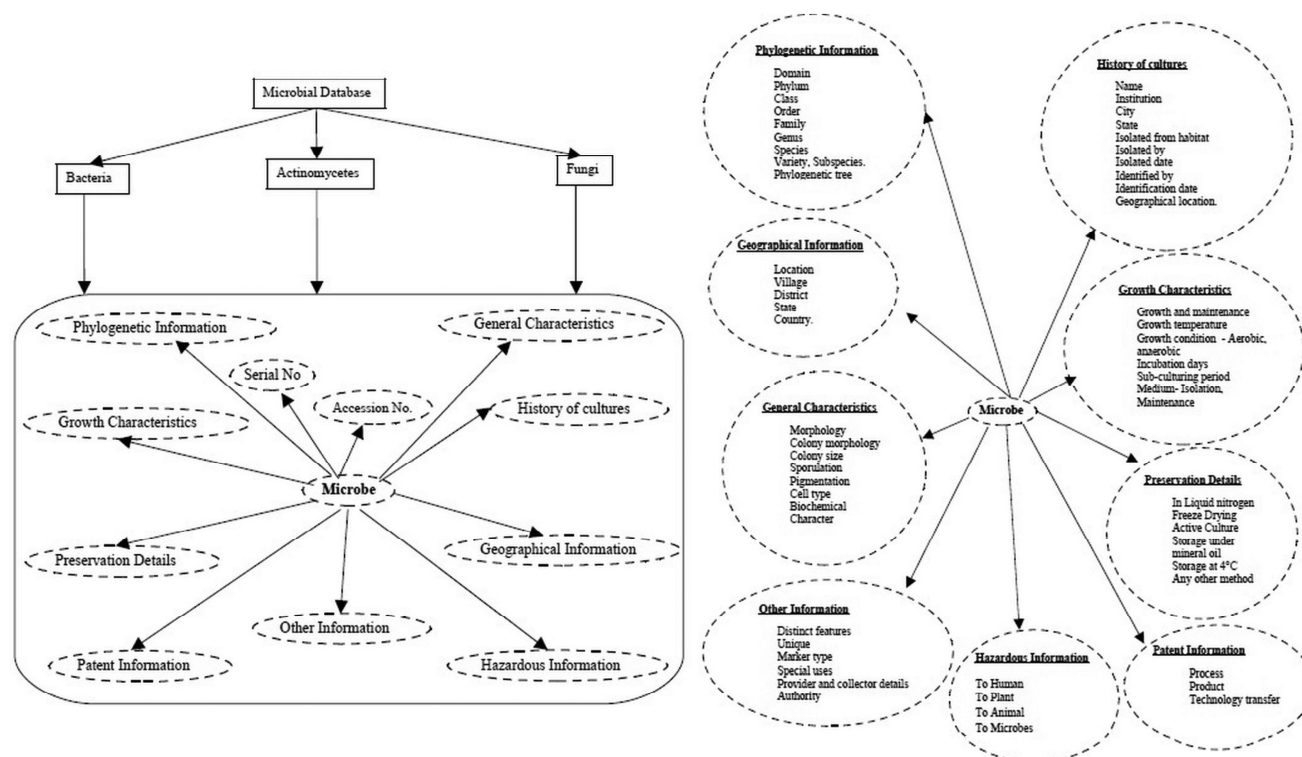 Microbial Database
Bacteria
Actinomycetes
Fungi
Phylogenetic Information
General Characteristics
Serial No
Accession No.
History of cultures
Growth Characteristics
Microbe
Preservation Details
Geographical Information
Other Information
Patent Information
Hazardous Information
Phylogenetic Information
Domain
Phylum
Class
Order
Family
Genus
Species
Variety, Subspecies.
Phylogenetic tree
History of cultures
Name
Institution
City
State
Isolated from habitat
Isolated by
Isolated date
Identified by
Identification date
Geographical location.
Geographical Information
Location
Village
District
State
Country.
Growth Characteristics
Growth and maintenance
Growth temperature
Growth condition - Aerobic,
anaerobic
Incubation days
Sub-culturing period
Medium- Isolation,
Maintenance
Microbe
General Characteristics
Morphology
Colony morphology
Colony size
Sporulation
Pigmentation
Cell type
Biochemical
Character
Preservation Details
In Liquid nitrogen
Freeze Drying
Active Culture
Storage under
mineral oil
Storage at 4°C
Any other method
Other Information
Distinct features
Unique
Marker type
Special uses
Provider and collector details
Authority
Hazardous Information
To Human
To Plant
To Animal
To Microbes
Patent Information
Process
Product
Technology transfer